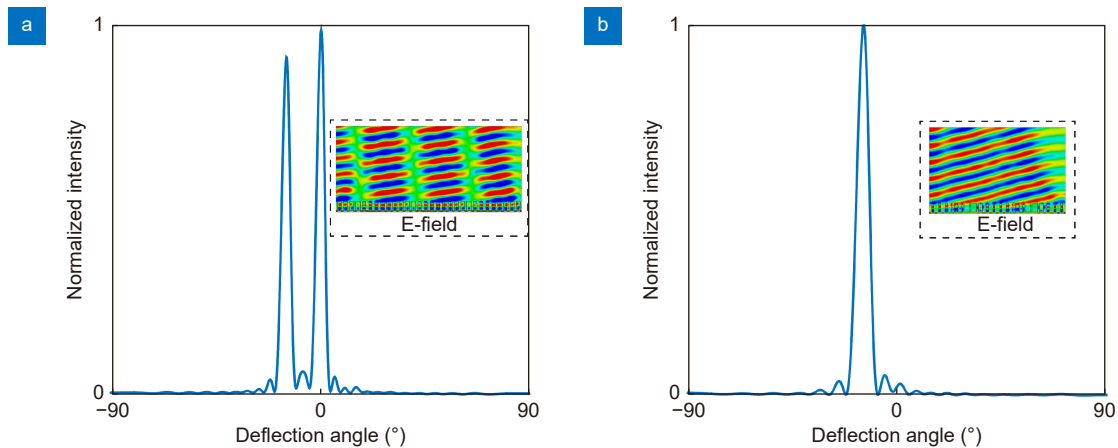 a
1
Normalized intensity
E-field
0
−90
0
90
Deflection angle (°)
b
1
Normalized intensity
E-field
0
−90
0
90
Deflection angle (°)